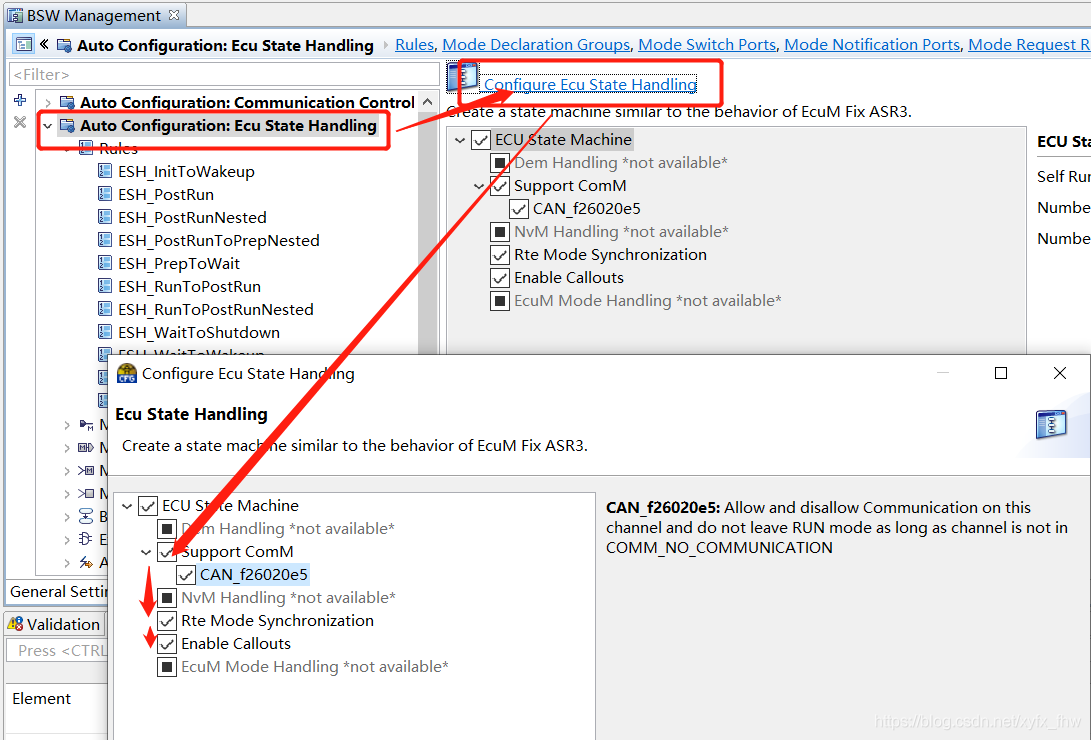 BSW Management
Auto Configuration: Ecu State Handling
Rules, Mode Declaration Groups, Mode Switch Ports, Mode Notification Ports, Mode Request R
<Filter>
Auto Configuration: Communication Control
Auto Configuration: Ecu State Handling
Rules
ESH_InitToWakeup
ESH_PostRun
ESH_PostRunNested
ESH_PostRunToPrepNested
ESH_PrepToWait
ESH_RunToPostRun
ESH_RunToPostRunNested
ESH_WaitToShutdown
ESH_WaitToWakeup
M
M
M
M
B
E
A
General Settin
Validation
Press <CTRL
Element
Configure Ecu State Handling
Create a state machine similar to the behavior of EcuM Fix ASR3.
ECU State Machine
Dem Handling *not available*
Support ComM
CAN_f26020e5
NvM Handling *not available*
Rte Mode Synchronization
Enable Callouts
EcuM Mode Handling *not available*
ECU Sta
Self Run
Numbe
Numbe
CFG
Configure Ecu State Handling
Ecu State Handling
Create a state machine similar to the behavior of EcuM Fix ASR3.
ECU State Machine
Dem Handling *not available*
Support ComM
CAN_f26020e5
NvM Handling *not available*
Rte Mode Synchronization
Enable Callouts
EcuM Mode Handling *not available*
CAN_f26020e5: Allow and disallow Communication on this
channel and do not leave RUN mode as long as channel is not in
COMM_NO_COMMUNICATION